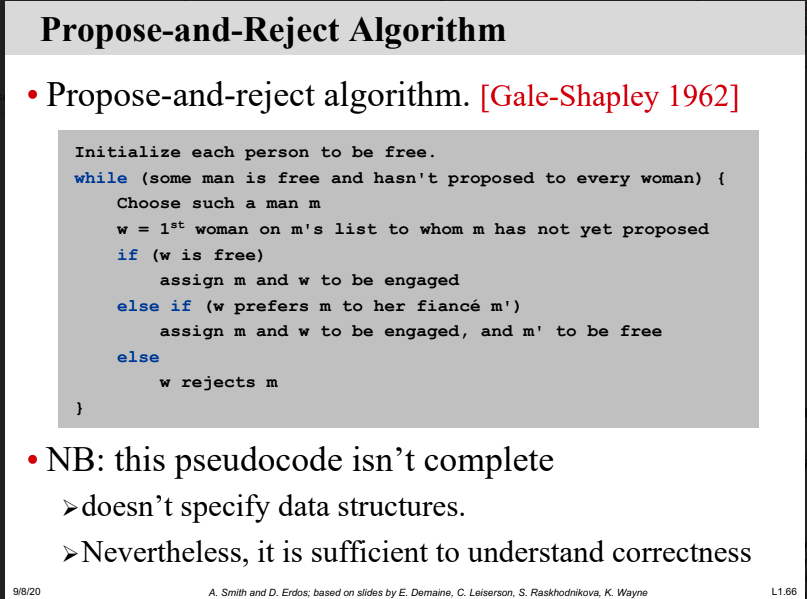 Propose-and-Reject Algorithm
• Propose-and-reject algorithm. [Gale-Shapley 1962]
Initialize each person to be free.
while (some man is free and hasn't proposed to every woman) {
    Choose such a man m
    w = 1st woman on m's list to whom m has not yet proposed
    if (w is free)
        assign m and w to be engaged
    else if (w prefers m to her fiancé m')
        assign m and w to be engaged, and m' to be free
    else
        w rejects m
}
• NB: this pseudocode isn’t complete
➢doesn’t specify data structures.
➢Nevertheless, it is sufficient to understand correctness
9/8/20 A. Smith and D. Erdos; based on slides by E. Demaine, C. Leiserson, S. Raskhodnikova, K. Wayne L1.66